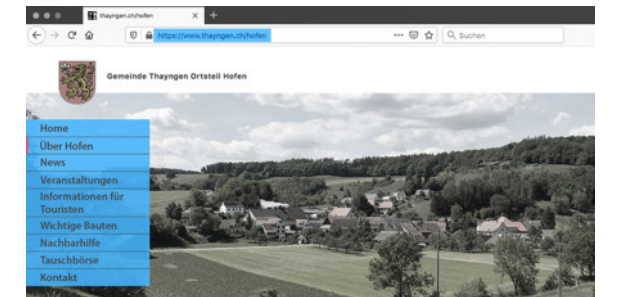 thayngen.ch/hofen
https://www.thayngen.ch/hofen
Suchen
Gemeinde Thayngen Ortsteil Hofen
Home
Über Hofen
News
Veranstaltungen
Informationen für
Touristen
Wichtige Bauten
Nachbarhilfe
Tauschbörse
Kontakt